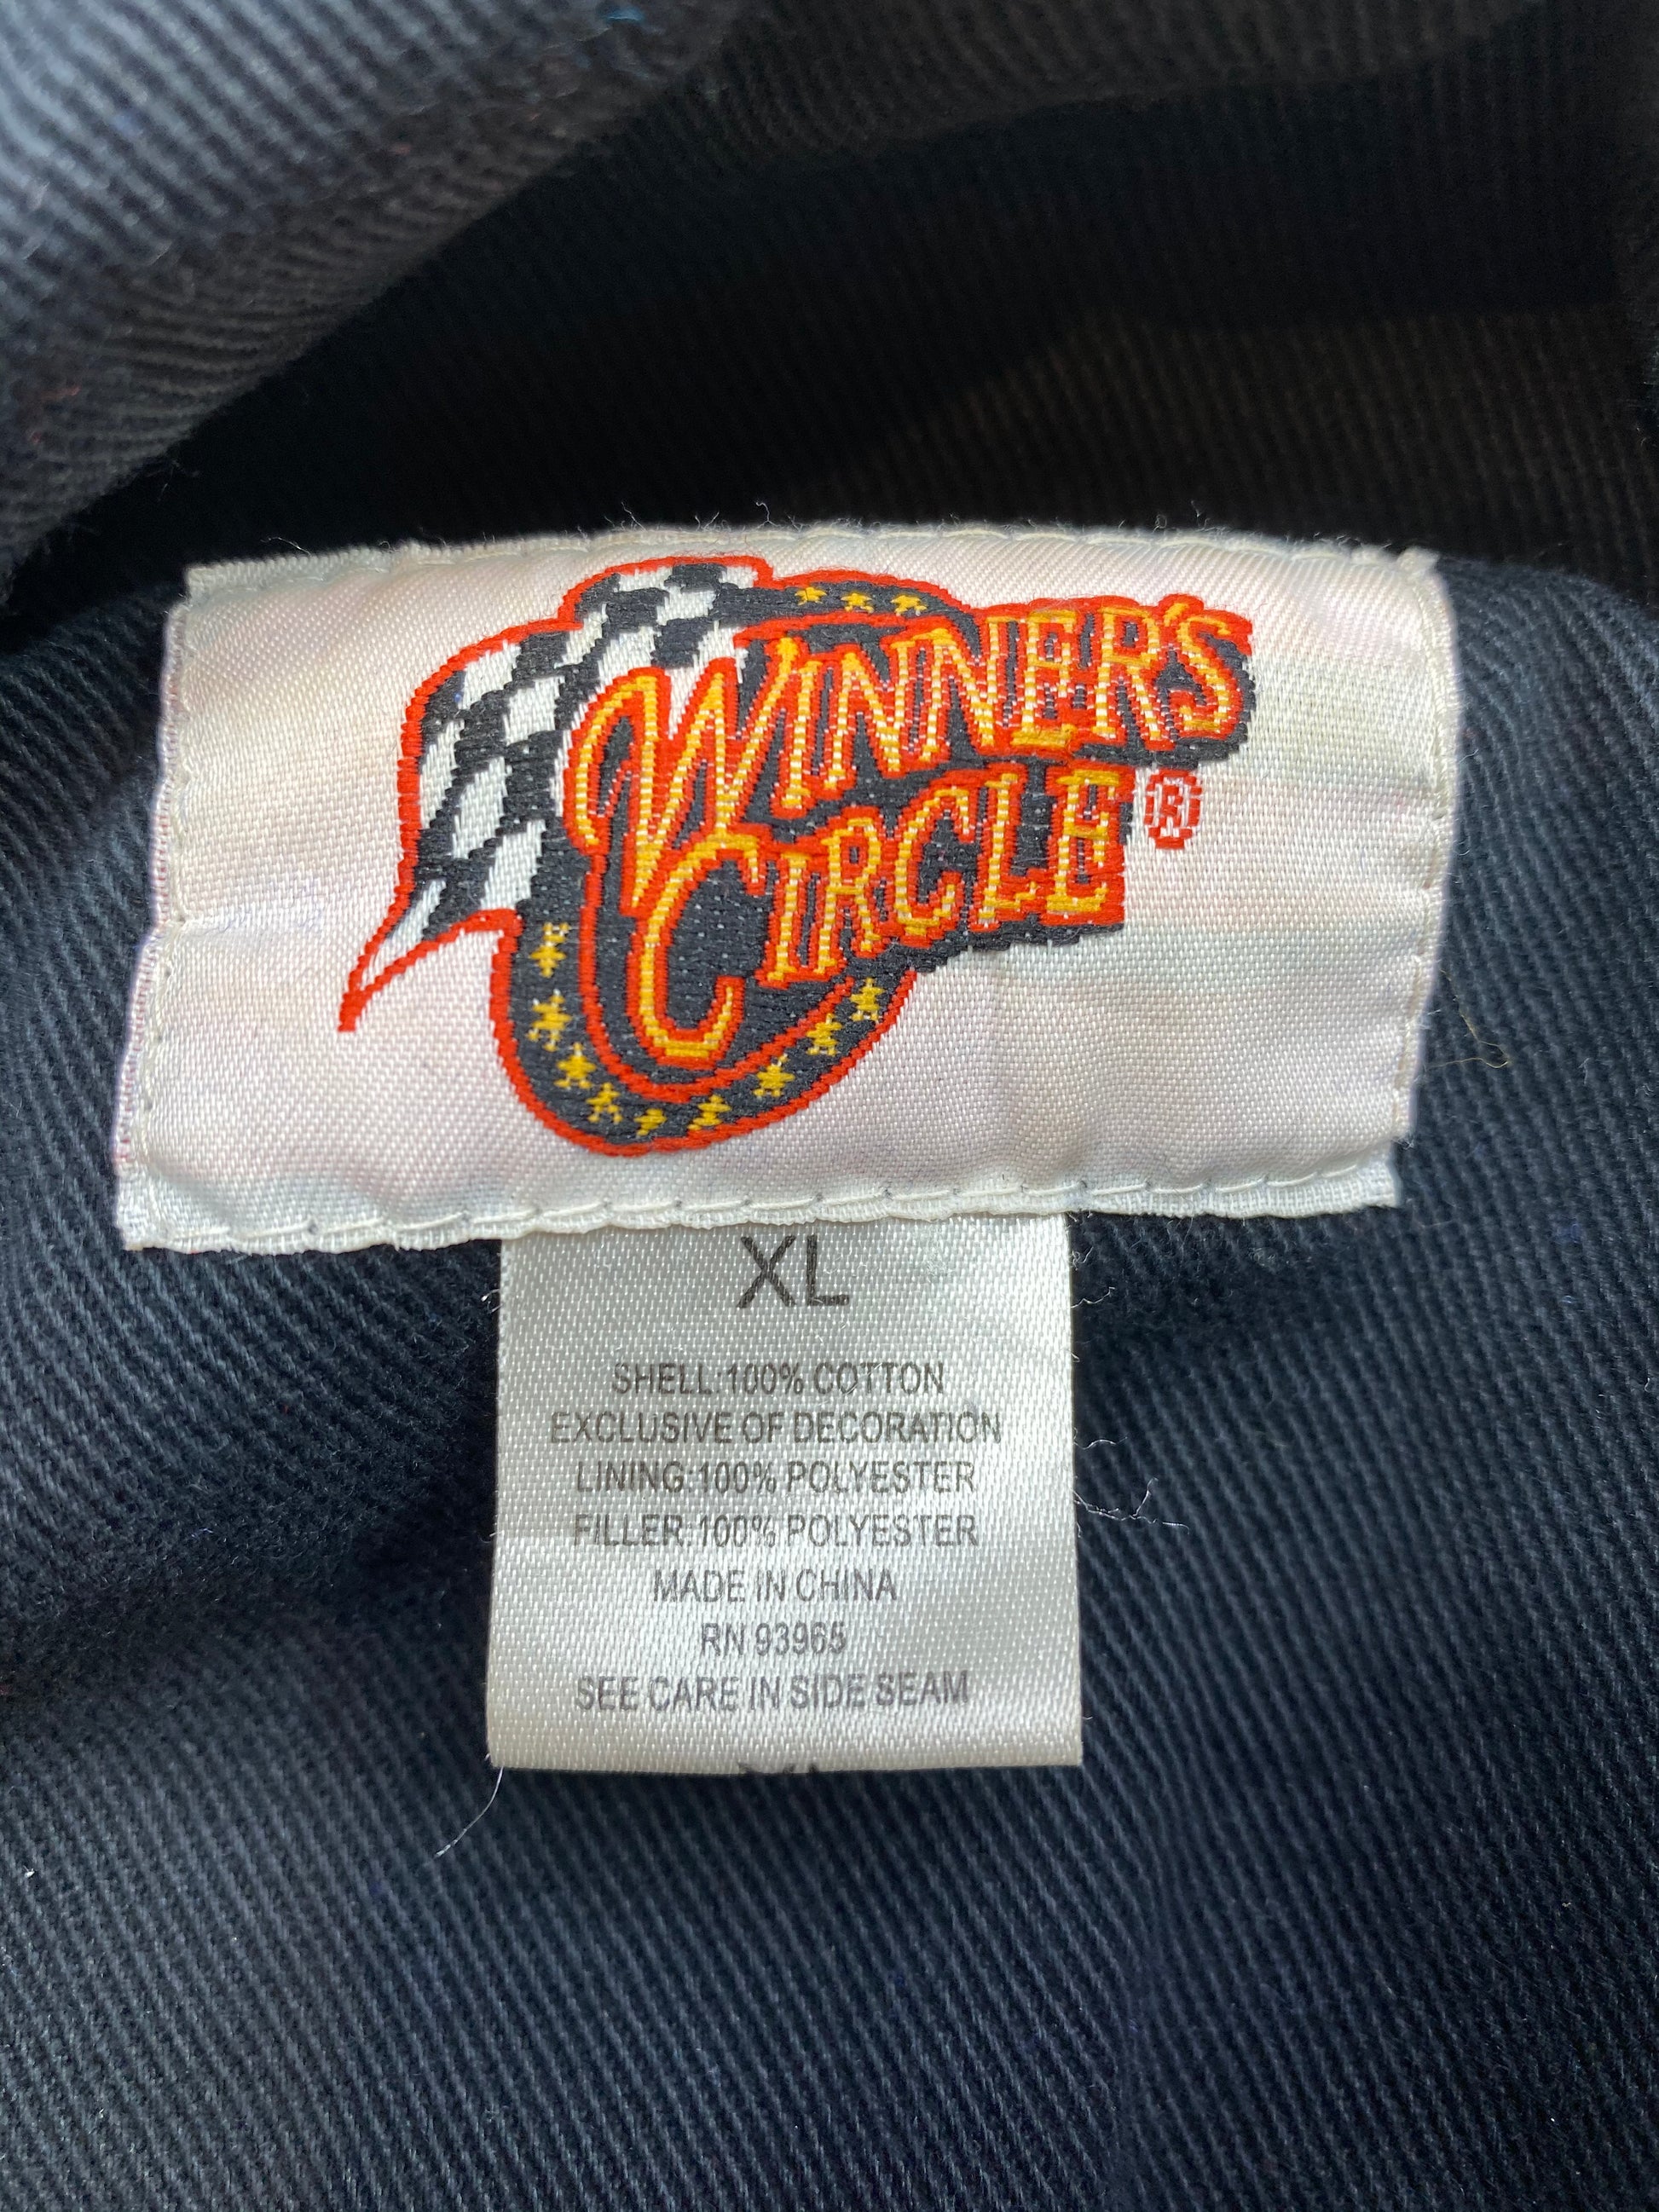 WINNER'S
CIRCLE®
XL
SHELL:100% COTTON
EXCLUSIVE OF DECORATION
LINING:100% POLYESTER
FILLER:100% POLYESTER
MADE IN CHINA
RN 93965
SEE CARE IN SIDE SEAM